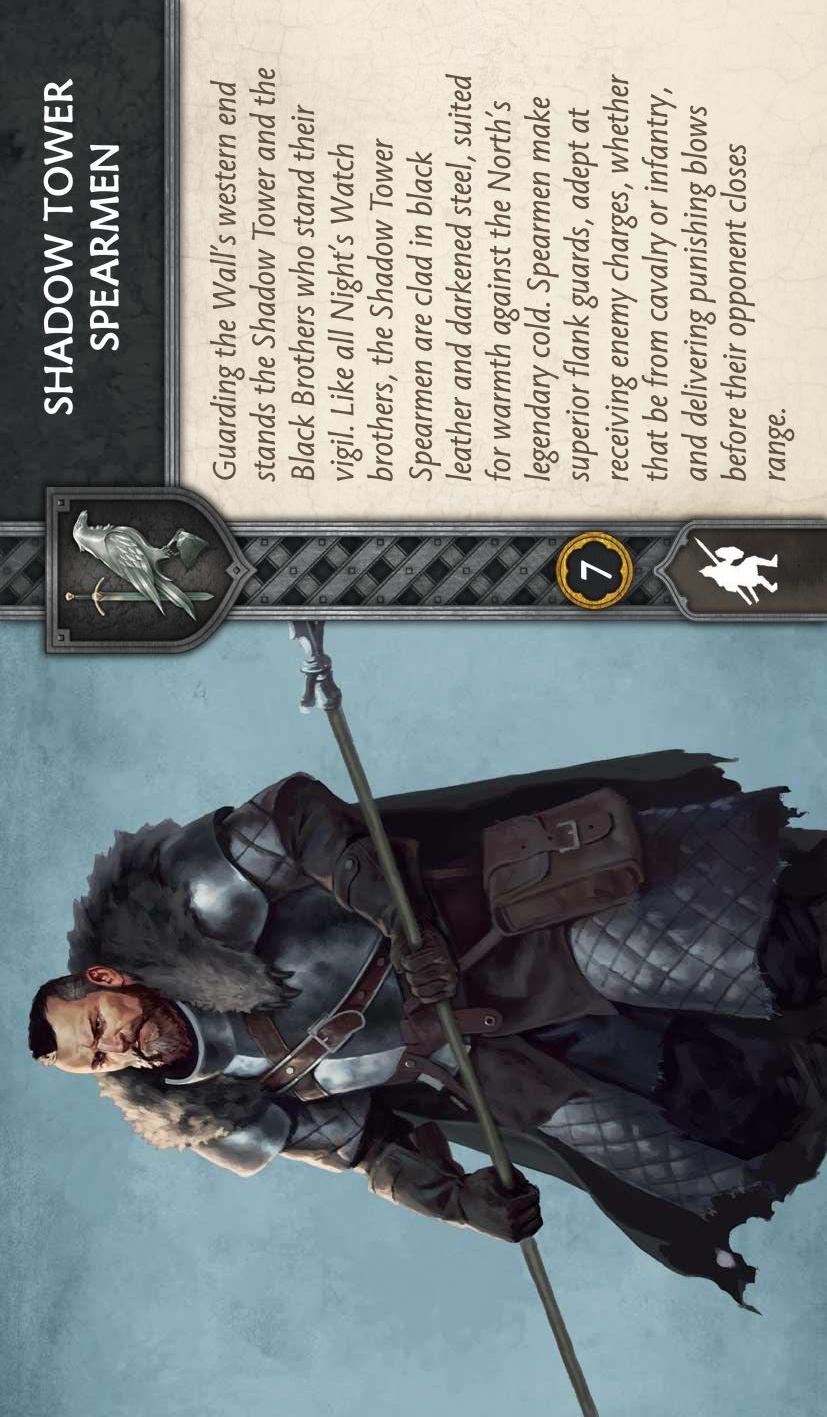 SHADOW TOWER
SPEARMEN
Guarding the Wall's western end
stands the Shadow Tower and the
Black Brothers who stand their
vigil. Like all Night's Watch
brothers, the Shadow Tower
Spearmen are clad in black
leather and darkened steel, suited
for warmth against the North's
legendary cold. Spearmen make
superior flank guards, adept at
receiving enemy charges, whether
that be from cavalry or infantry,
and delivering punishing blows
before their opponent closes
range.
7